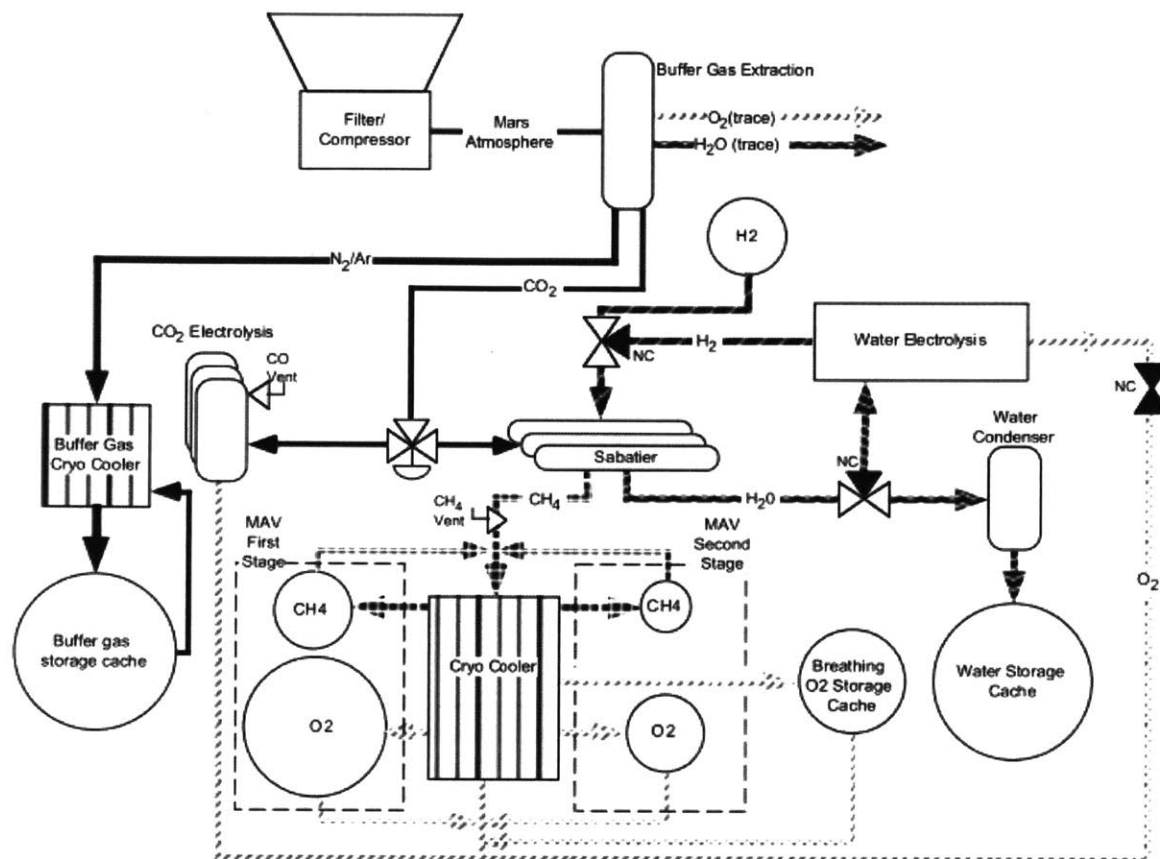 Buffer Gas Extraction
Filter/
Compressor
Mars
Atmosphere
O2(trace)
H2O (trace)
H2
N2/Ar
CO2
CO2 Electrolysis
CO
Vent
NC
H2
Water Electrolysis
NC
Buffer Gas
Cryo Cooler
Sabatier
Water
Condenser
NC
CH4
Vent
CH4
H20
MAV
First
Stage
MAV
Second
Stage
O2
CH4
CH4
Buffer gas
storage cache
Cryo Cooler
Breathing
O2 Storage
Cache
Water Storage
Cache
O2
O2